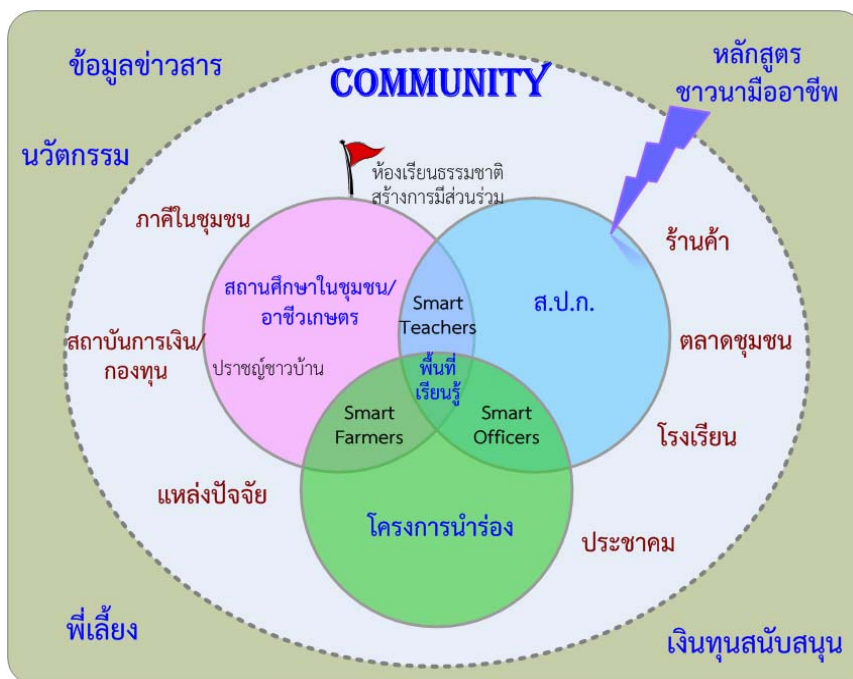 ข้อมูลข่าวสาร
หลักสูตร
ชาวนามืออาชีพ
COMMUNITY
นวัตกรรม
ห้องเรียนธรรมชาติ
สร้างการมีส่วนร่วม
ภาคีในชุมชน
ร้านค้า
สถานศึกษาในชุมชน/
อาชีวเกษตร
Smart
Teachers
ส.ป.ก.
สถาบันการเงิน/
กองทุน
ตลาดชุมชน
ปราชญ์ชาวบ้าน
พื้นที่
เรียนรู้
Smart
Farmers
Smart
Officers
โรงเรียน
แหล่งปัจจัย
โครงการนำร่อง
ประชาคม
พี่เลี้ยง
เงินทุนสนับสนุน